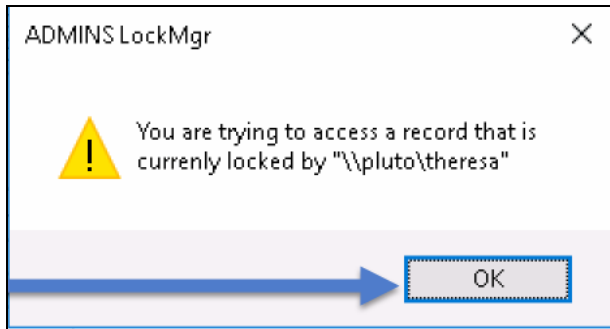 ADMINS LockMgr
You are trying to access a record that is
currently locked by "\\pluto\theresa"
OK